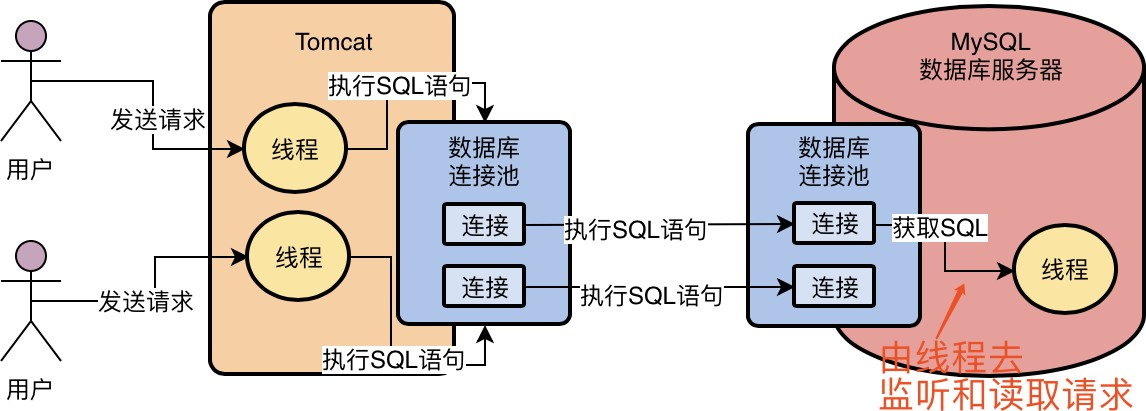 Tomcat
MySQL
数据库服务器
执行SQL语句
发送请求
线程
用户
数据库
连接池
连接
执行SQL语句
连接
数据库
连接池
连接
获取SQL
线程
线程
发送请求
执行SQL语句
连接
执行SQL语句
用户
由线程去
监听和读取请求